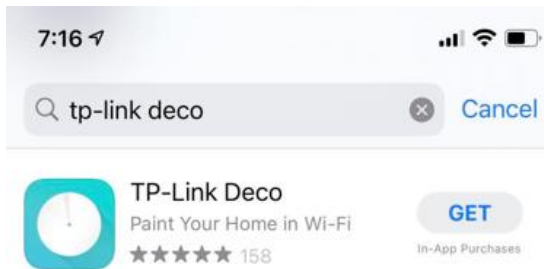 7:16
tp-link deco
Cancel
TP-Link Deco
Paint Your Home in Wi-Fi
GET
158
In-App Purchases